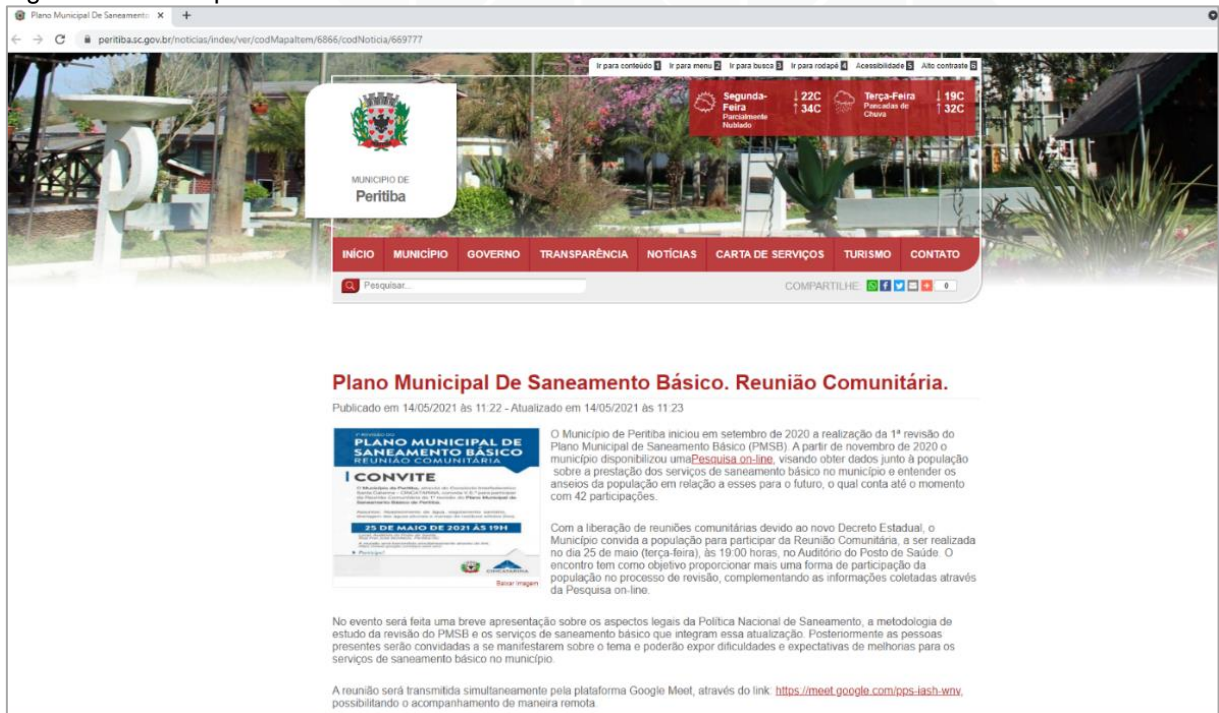 Plano Municipal De Saneamento
peritiba.sc.gov.br/noticias/index/ver/codMapaItem/6866/codNoticia/669777
Ir para conteúdo 1 Ir para menu 2 Ir para busca 3 Ir para rodapé 4 Acessibilidade 5 Alto contraste 6
Segunda-Feira
Parcialmente Nublado
↓ 22C
↑ 34C
Terça-Feira
Pancadas de Chuva
↓ 19C
↑ 32C
MUNICIPIO DE
Peritiba
INÍCIO MUNICÍPIO GOVERNO TRANSPARÊNCIA NOTÍCIAS CARTA DE SERVIÇOS TURISMO CONTATO
Pesquisar...
COMPARTILHE: 0
Plano Municipal De Saneamento Básico. Reunião Comunitária.
Publicado em 14/05/2021 às 11:22 - Atualizado em 14/05/2021 às 11:23
PLANO MUNICIPAL DE
SANEAMENTO BÁSICO
REUNIÃO COMUNITÁRIA
CONVITE
25 DE MAIO DE 2021 ÀS 19H
Participe!
CINCATARINA
Baixar Imagem
O Município de Peritiba iniciou em setembro de 2020 a realização da 1ª revisão do
Plano Municipal de Saneamento Básico (PMSB). A partir de novembro de 2020 o
município disponibilizou umaPesquisa on-line, visando obter dados junto à população
sobre a prestação dos serviços de saneamento básico no município e entender os
anseios da população em relação a esses para o futuro, o qual conta até o momento
com 42 participações.
Com a liberação de reuniões comunitárias devido ao novo Decreto Estadual, o
Município convida a população para participar da Reunião Comunitária, a ser realizada
no dia 25 de maio (terça-feira), às 19:00 horas, no Auditório do Posto de Saúde. O
encontro tem como objetivo proporcionar mais uma forma de participação da
população no processo de revisão, complementando as informações coletadas através
da Pesquisa on-line.
No evento será feita uma breve apresentação sobre os aspectos legais da Política Nacional de Saneamento, a metodologia de
estudo da revisão do PMSB e os serviços de saneamento básico que integram essa atualização. Posteriormente as pessoas
presentes serão convidadas a se manifestarem sobre o tema e poderão expor dificuldades e expectativas de melhorias para os
serviços de saneamento básico no município.
A reunião será transmitida simultaneamente pela plataforma Google Meet, através do link: https://meet.google.com/pps-iash-wnv,
possibilitando o acompanhamento de maneira remota.